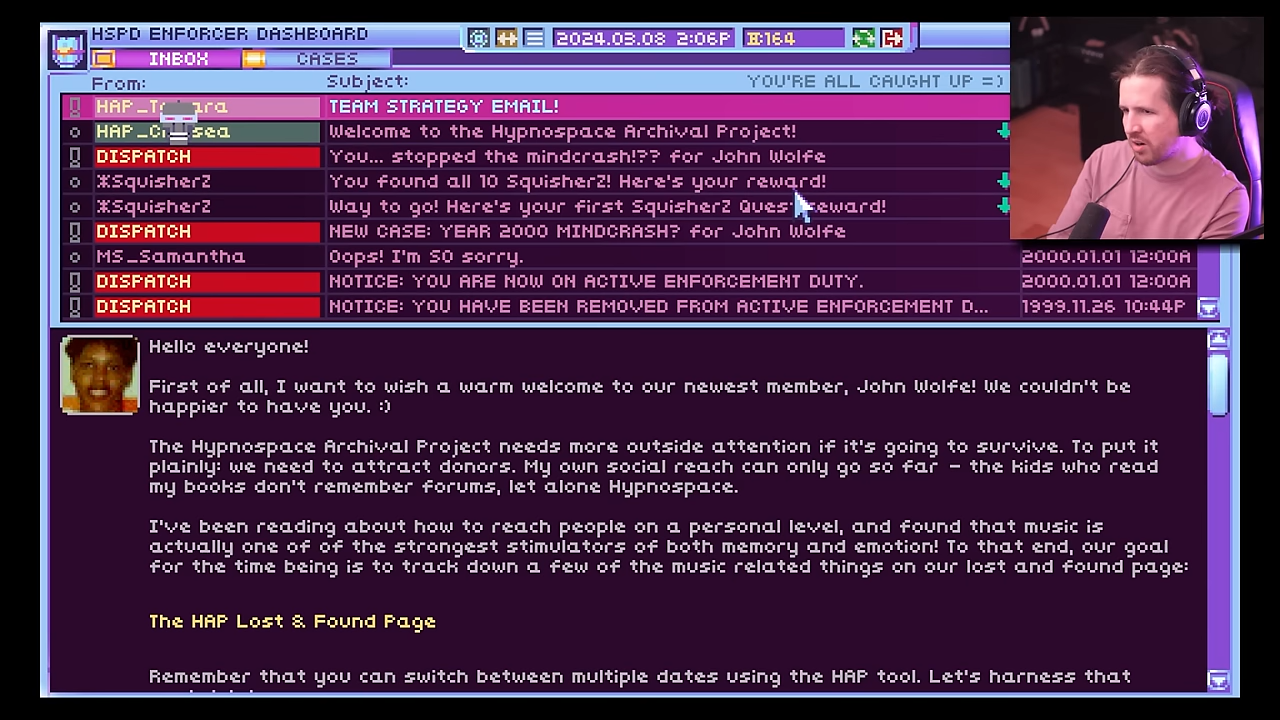 HSPD ENFORCER DASHBOARD
2024.03.08 2:06P
164
INBOX
CASES
From:
Subject:
YOU'RE ALL CAUGHT UP =)
TEAM STRATEGY EMAIL!
Welcome to the Hypnospace Archival Project!
DISPATCH
You... stopped the mindcrash!?? for John Wolfe
ӿSquisherZ
You found all 10 SquisherZ! Here's your reward!
ӿSquisherZ
Way to go! Here's your first SquisherZ Quest reward!
DISPATCH
NEW CASE: YEAR 2000 MINDCRASH? for John Wolfe
MS_Samantha
Oops! I'm SO sorry.
2000.01.01 12:00A
DISPATCH
NOTICE: YOU ARE NOW ON ACTIVE ENFORCEMENT DUTY.
2000.01.01 12:00A
DISPATCH
NOTICE: YOU HAVE BEEN REMOVED FROM ACTIVE ENFORCEMENT D...
1999.11.26 10:44P
Hello everyone!
First of all, I want to wish a warm welcome to our newest member, John Wolfe! We couldn't be
happier to have you. :)
The Hypnospace Archival Project needs more outside attention if it's going to survive. To put it
plainly: we need to attract donors. My own social reach can only go so far - the kids who read
my books don't remember forums, let alone Hypnospace.
I've been reading about how to reach people on a personal level, and found that music is
actually one of of the strongest stimulators of both memory and emotion! To that end, our goal
for the time being is to track down a few of the music related things on our lost and found page:
The HAP Lost & Found Page
Remember that you can switch between multiple dates using the HAP tool. Let's harness that